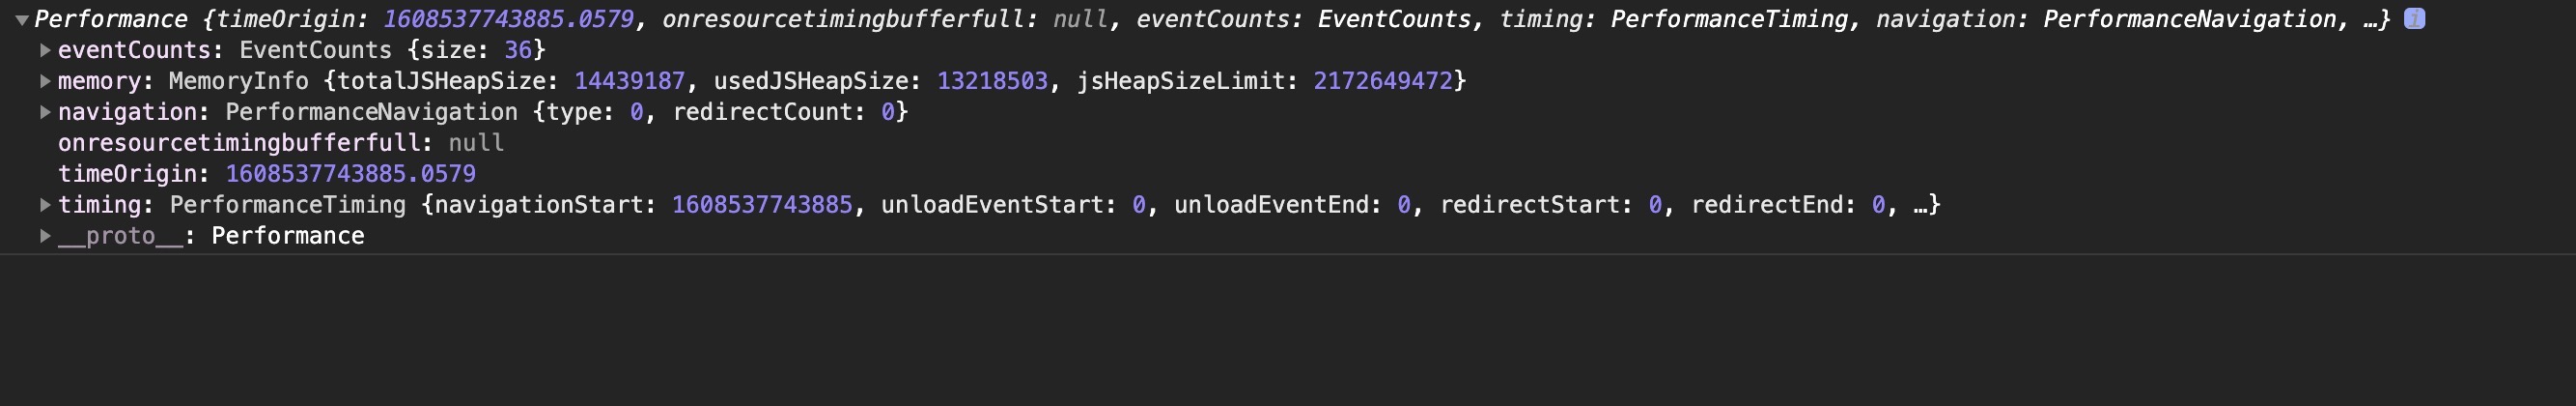 ▼Performance {timeOrigin: 1608537743885.0579, onresourcetimingbufferfull: null, eventCounts: EventCounts, timing: PerformanceTiming, navigation: PerformanceNavigation, …} i
▶eventCounts: EventCounts {size: 36}
▶memory: MemoryInfo {totalJSHeapSize: 14439187, usedJSHeapSize: 13218503, jsHeapSizeLimit: 2172649472}
▶navigation: PerformanceNavigation {type: 0, redirectCount: 0}
onresourcetimingbufferfull: null
timeOrigin: 1608537743885.0579
▶timing: PerformanceTiming {navigationStart: 1608537743885, unloadEventStart: 0, unloadEventEnd: 0, redirectStart: 0, redirectEnd: 0, …}
▶__proto__: Performance